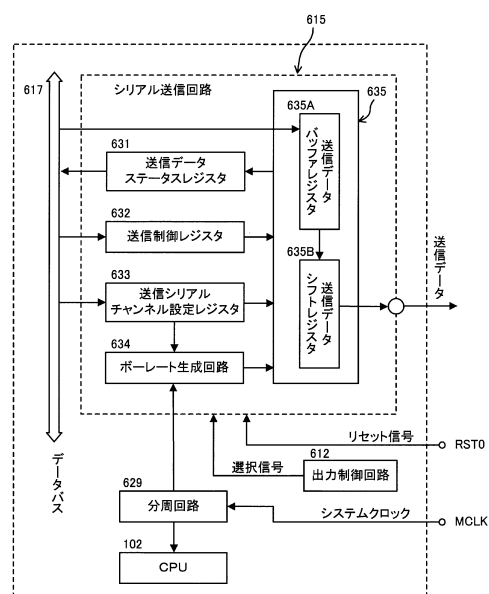 615
617
シリアル送信回路
635
635A
送信データ
バッファレジスタ
631
送信データ
ステータスレジスタ
632
送信制御レジスタ
635B
送信データ
シフトレジスタ
送信データ
633
送信シリアル
チャンネル設定レジスタ
634
ボーレート生成回路
リセット信号
RST0
データバス
選択信号
612
出力制御回路
629
分周回路
システムクロック
MCLK
102
CPU